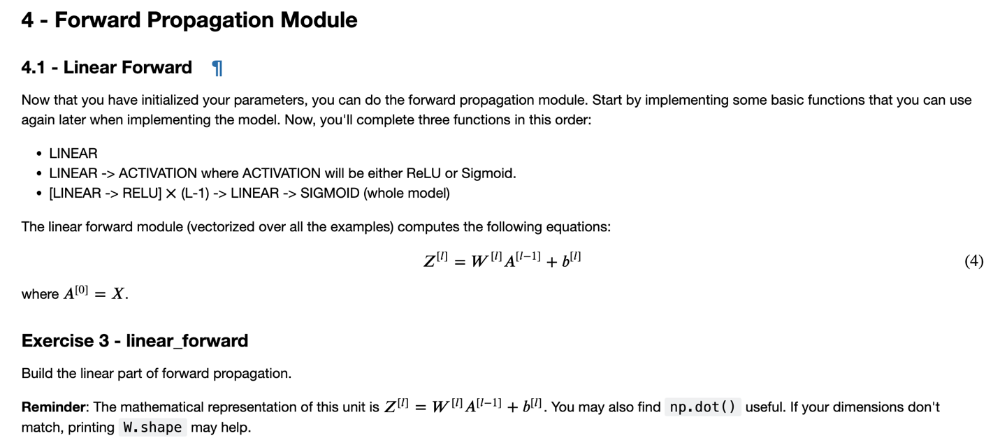 4 - Forward Propagation Module
4.1 - Linear Forward ¶
Now that you have initialized your parameters, you can do the forward propagation module. Start by implementing some basic functions that you can use
again later when implementing the model. Now, you'll complete three functions in this order:
• LINEAR
• LINEAR -> ACTIVATION where ACTIVATION will be either ReLU or Sigmoid.
• [LINEAR -> RELU] × (L-1) -> LINEAR -> SIGMOID (whole model)
The linear forward module (vectorized over all the examples) computes the following equations:
Z^[l] = W^[l] A^[l−1] + b^[l] (4)
where A^[0] = X.
Exercise 3 - linear_forward
Build the linear part of forward propagation.
Reminder: The mathematical representation of this unit is Z^[l] = W^[l] A^[l−1] + b^[l]. You may also find np.dot() useful. If your dimensions don't
match, printing W.shape may help.